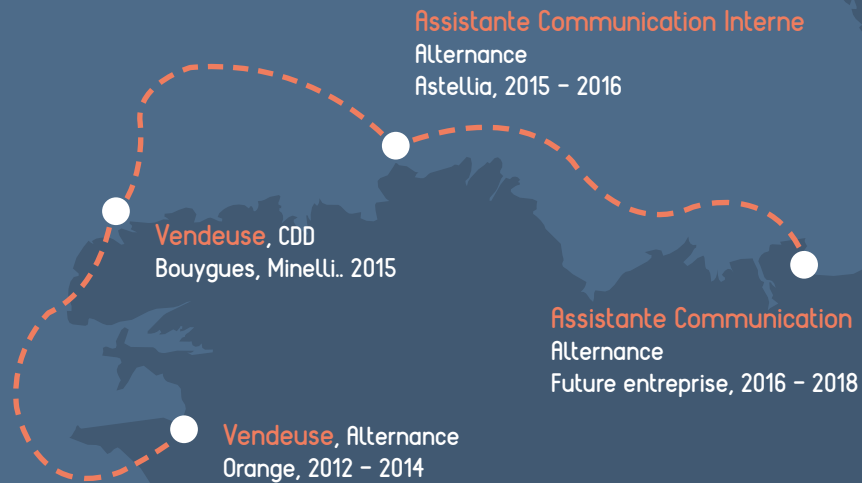 Assistante Communication Interne
Alternance
Astellia, 2015 - 2016
Vendeuse, CDD
Bouygues, Minelli.. 2015
Assistante Communication
Alternance
Future entreprise, 2016 - 2018
Vendeuse, Alternance
Orange, 2012 - 2014